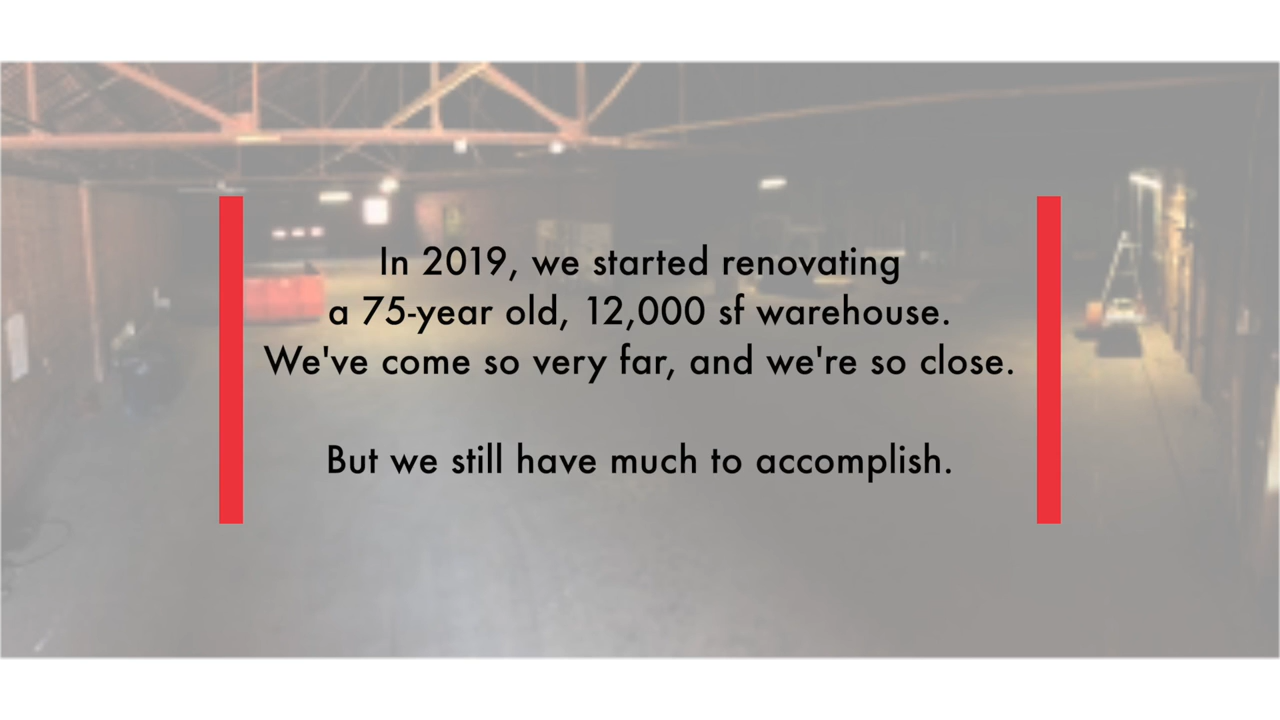 In 2019, we started renovating
a 75-year old, 12,000 sf warehouse.
We've come so very far, and we're so close.
But we still have much to accomplish.